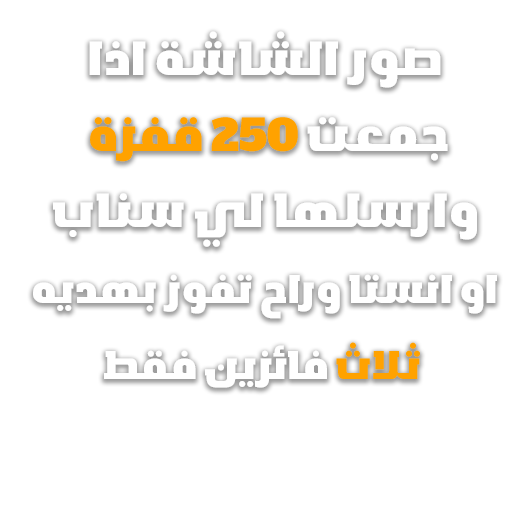 صور الشاشة اذا
جمعت 250 قفزة
وارسلها لي سناب
او انستا وراح تفوز بهديه
ثلاث فائزين فقط